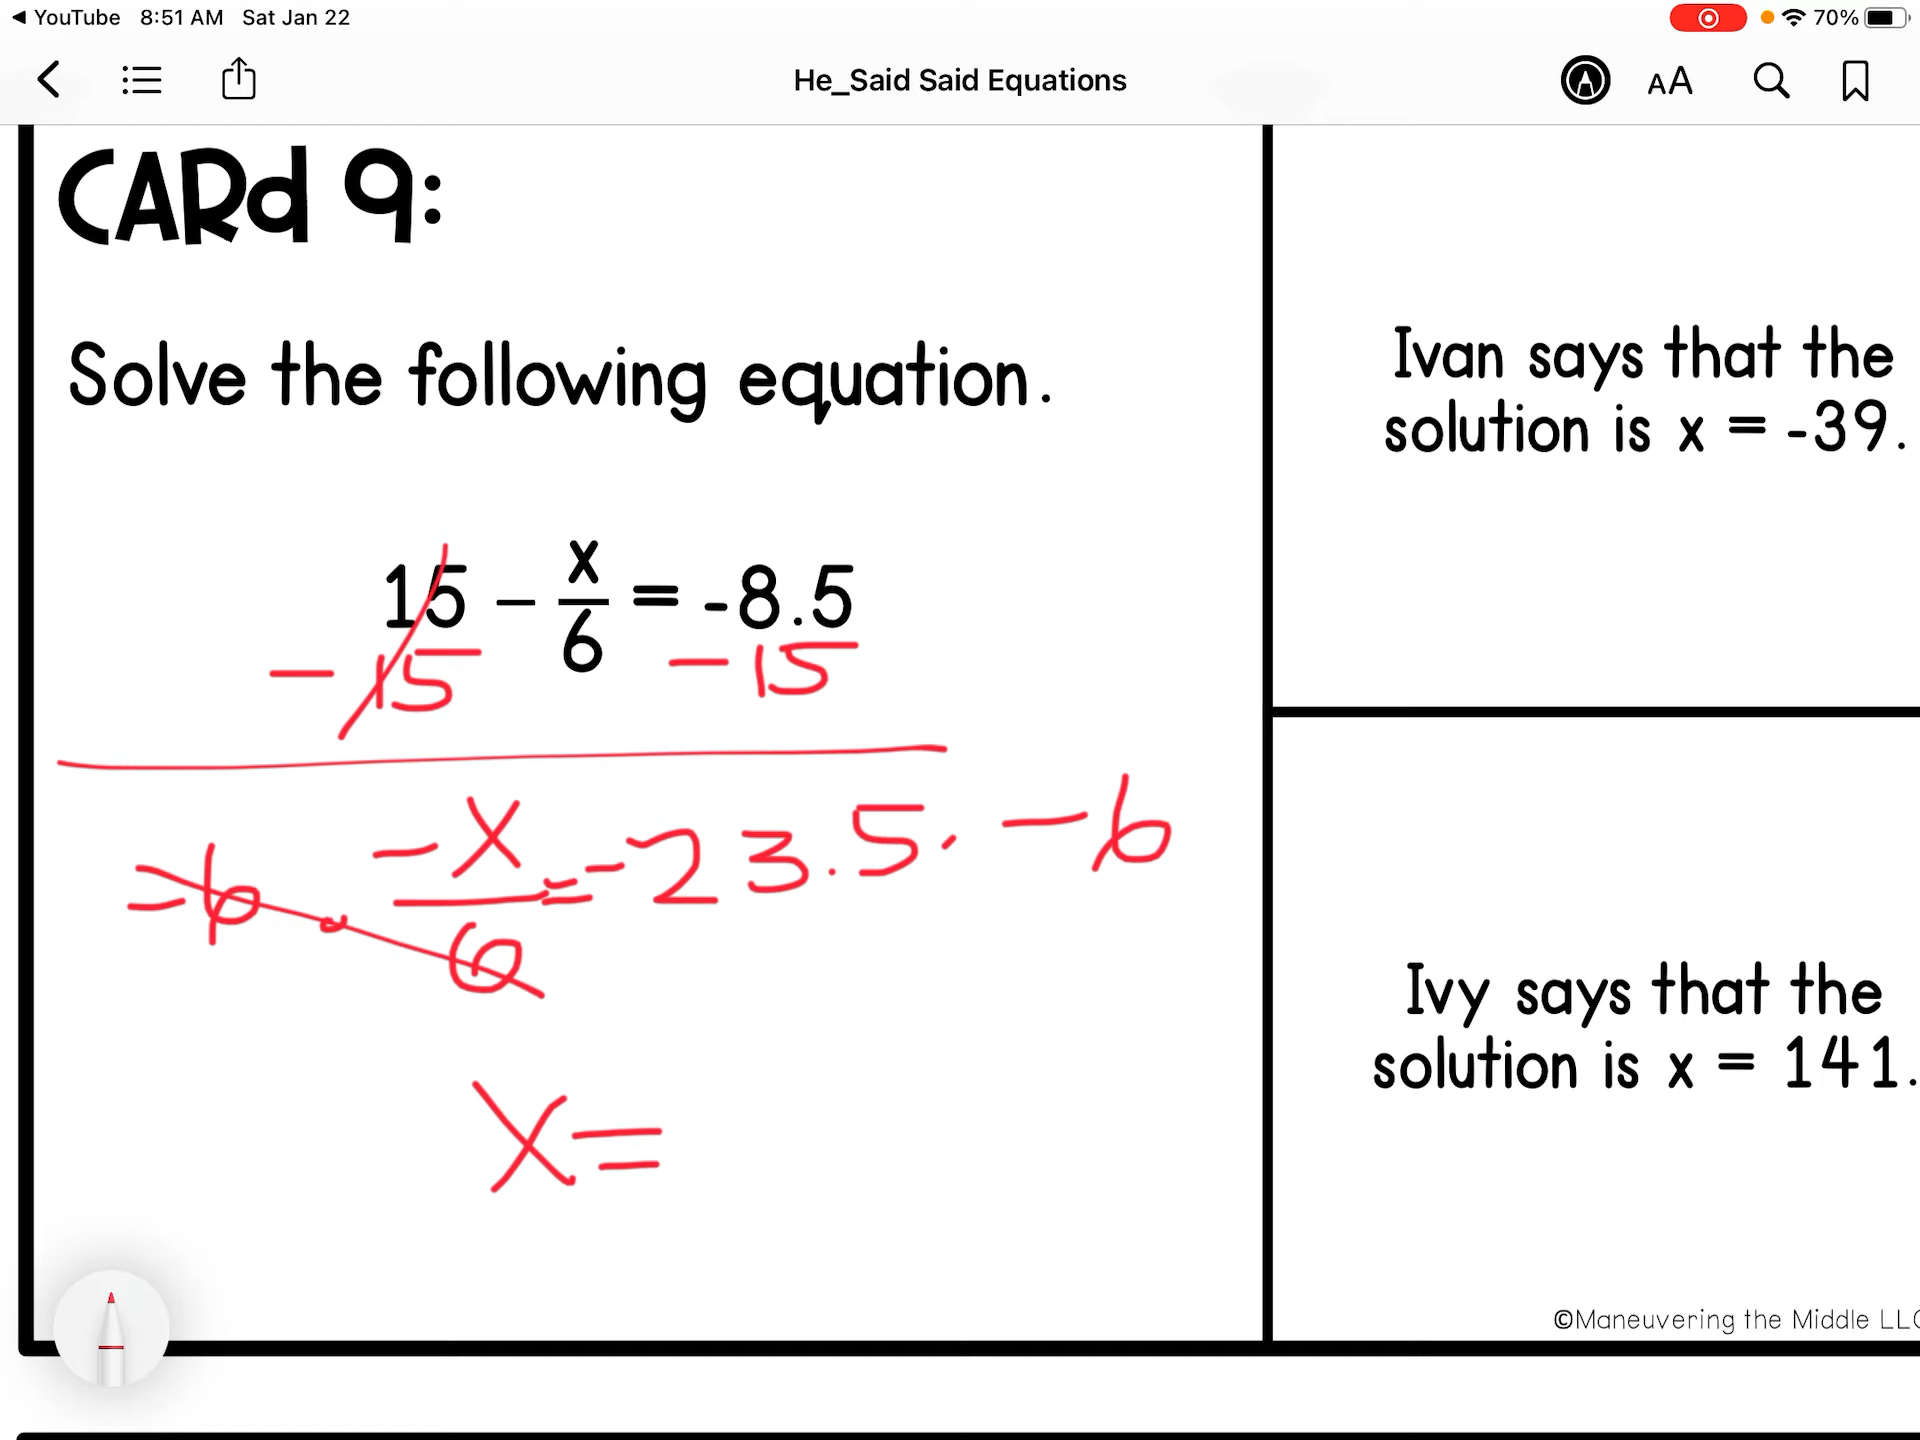 YouTube 8:51 AM Sat Jan 22 70%
He_Said Said Equations
AA
CARd 9:
Solve the following equation.
15 - x/6 = -8.5
- 15 - 15
-6 · -x/6 = -23.5 · -6
x =
Ivan says that the
solution is x = -39.
Ivy says that the
solution is x = 141.
©Maneuvering the Middle LLC